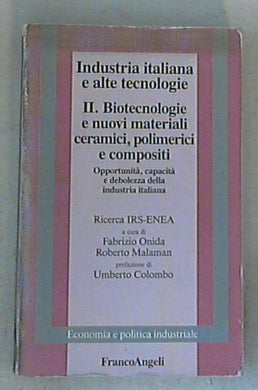 Industria italiana
e alte tecnologie
II. Biotecnologie
e nuovi materiali
ceramici, polimerici
e compositi
Opportunità, capacità
e debolezza della
industria italiana
Ricerca IRS-ENEA
a cura di
Fabrizio Onida
Roberto Malaman
prefazione di
Umberto Colombo
Economia e politica industriale
FrancoAngeli